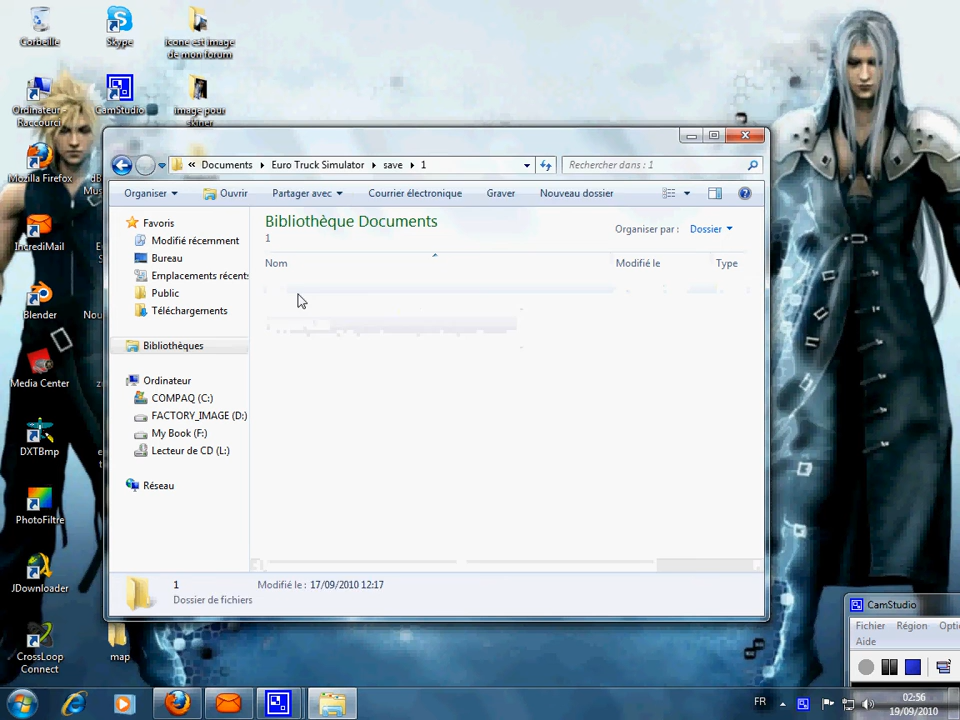 Corbeille
Skype
icone est image
de mon forum
Ordinateur -
Raccourci
CamStudio
image pour
skiner
Mozilla Firefox
IncrediMail
Blender
Media Center
DXTBmp
PhotoFiltre
JDownloader
CrossLoop
Connect
map
« Documents Euro Truck Simulator save 1
Rechercher dans : 1
Organiser
Ouvrir
Partager avec
Courrier électronique
Graver
Nouveau dossier
Favoris
Modifié récemment
Bureau
Emplacements récents
Public
Téléchargements
Bibliothèques
Ordinateur
COMPAQ (C:)
FACTORY_IMAGE (D:)
My Book (F:)
Lecteur de CD (L:)
Réseau
Bibliothèque Documents
1
Organiser par : Dossier
Nom
Modifié le
Type
1
Modifié le : 17/09/2010 12:17
Dossier de fichiers
CamStudio
Fichier Région Opti
Aide
FR
02:56
19/09/2010